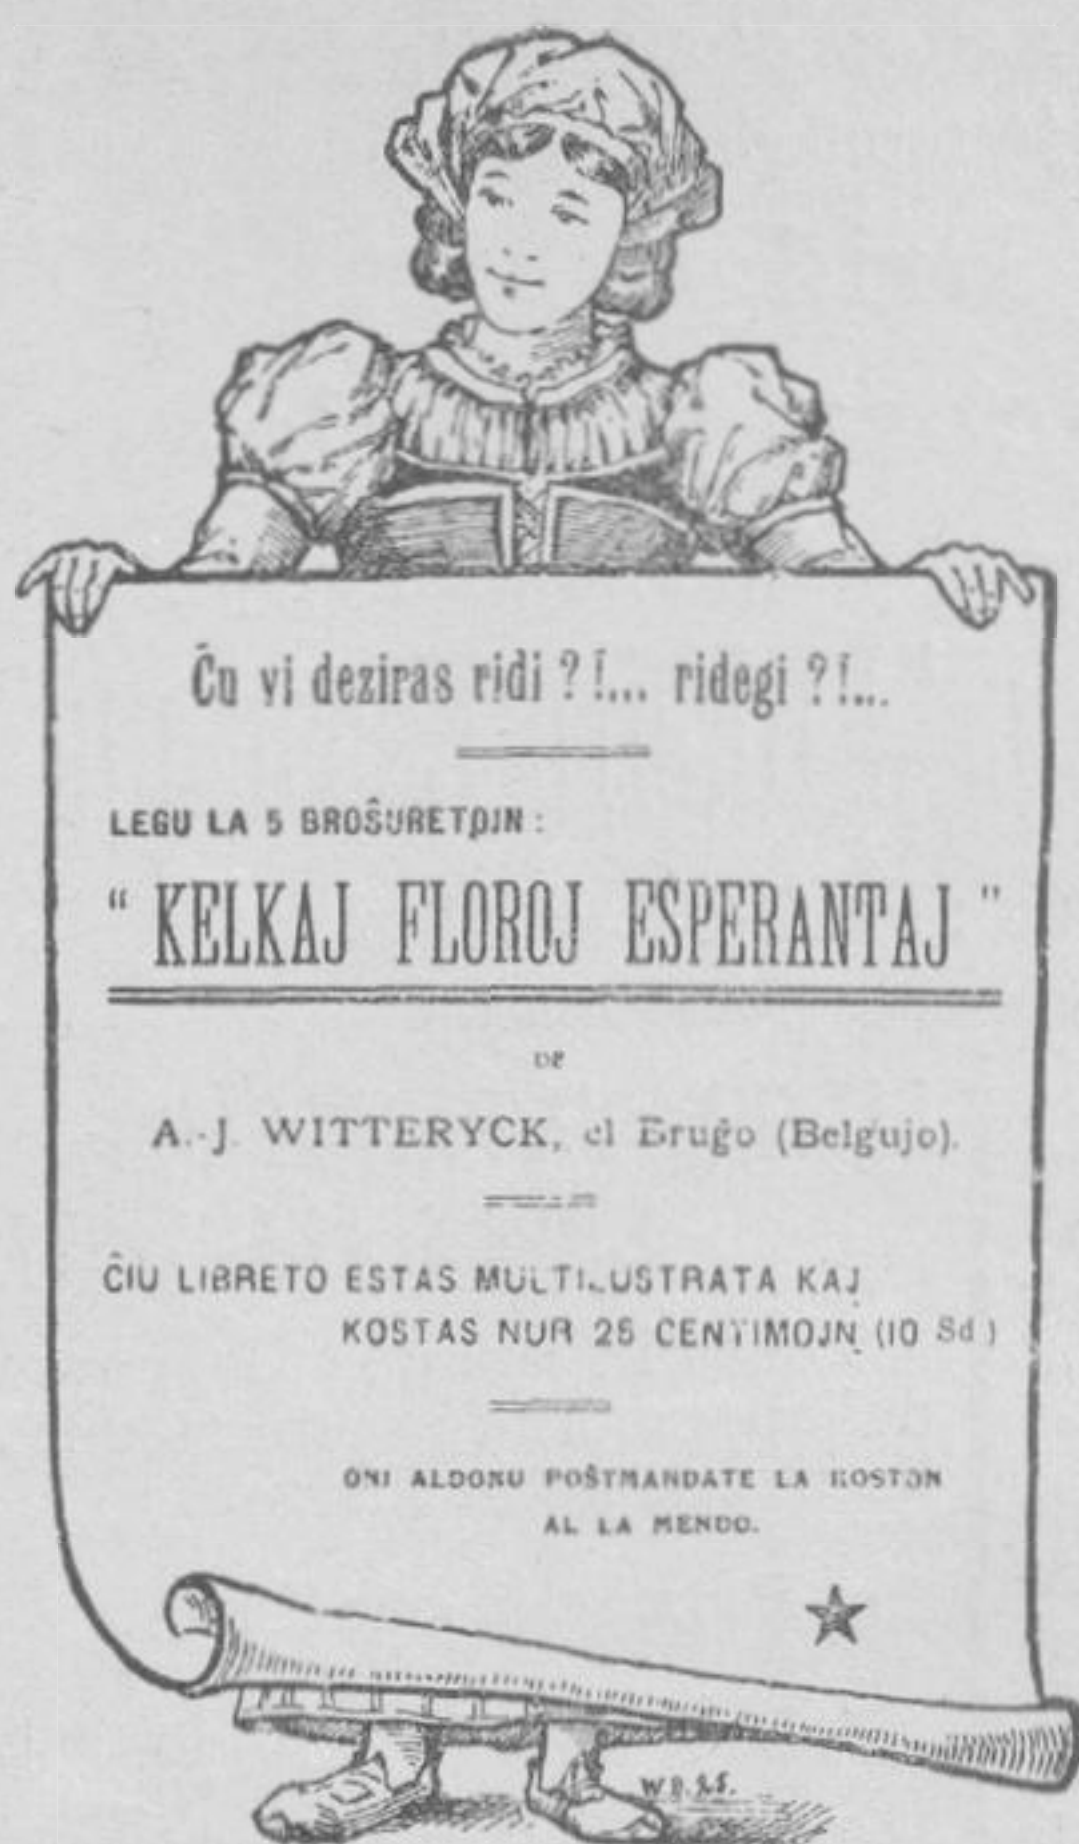 Ĉu vi deziras ridi ? !... ridegi ? !...
LEGU LA 5 BROŜURETOJN :
“ KELKAJ FLOROJ ESPERANTAJ ”
DE
A.-J. WITTERYCK, el Bruĝo (Belgujo).
ĈIU LIBRETO ESTAS MULTILUSTRATA KAJ
KOSTAS NUR 25 CENTIMOJN (10 Sd )
ONI ALDONU POŜTMANDATE LA KOSTON
AL LA MENDO.